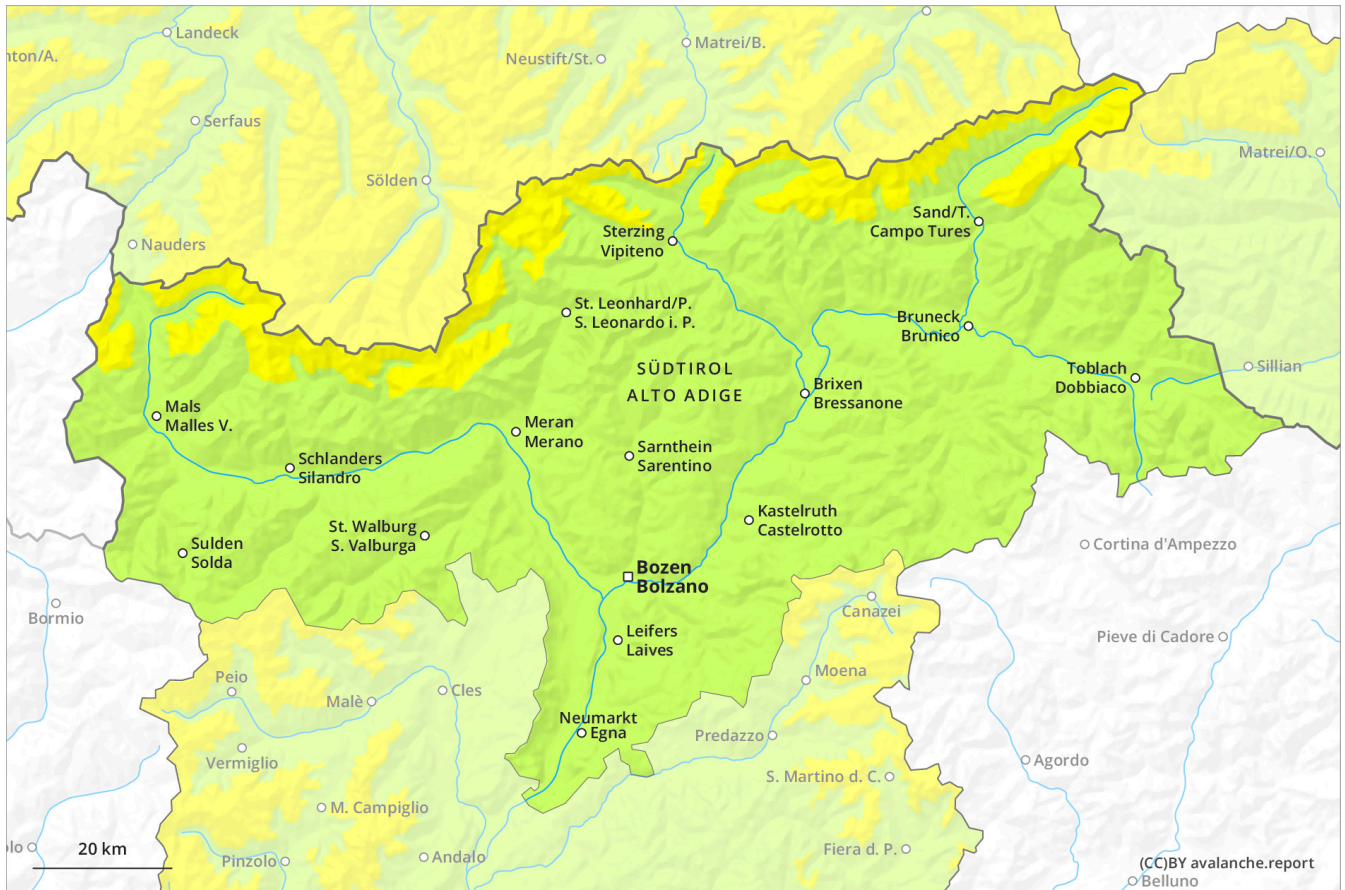 Landeck
Matrei/B.
nton/A.
Neustift/St.
Serfaus
Matrei/O.
Sölden
Nauders
Sand/T.
Campo Tures
Sterzing
Vipiteno
St. Leonhard/P.
S. Leonardo i. P.
Bruneck
Brunico
SÜDTIROL
ALTO ADIGE
Toblach
Dobbiaco
Sillian
Brixen
Bressanone
Mals
Malles V.
Meran
Merano
Sarnthein
Sarentino
Schlanders
Silandro
Kastelruth
Castelrotto
St. Walburg
S. Valburga
Sulden
Solda
Cortina d'Ampezzo
Bozen
Bolzano
Bormio
Canazei
Leifers
Laives
Pieve di Cadore
Peio
Moena
Malè
Cles
Neumarkt
Egna
Predazzo
Vermiglio
Agordo
S. Martino d. C.
M. Campiglio
lo
20 km
Pinzolo
Andalo
Fiera d. P.
(CC)BY avalanche.report
Belluno